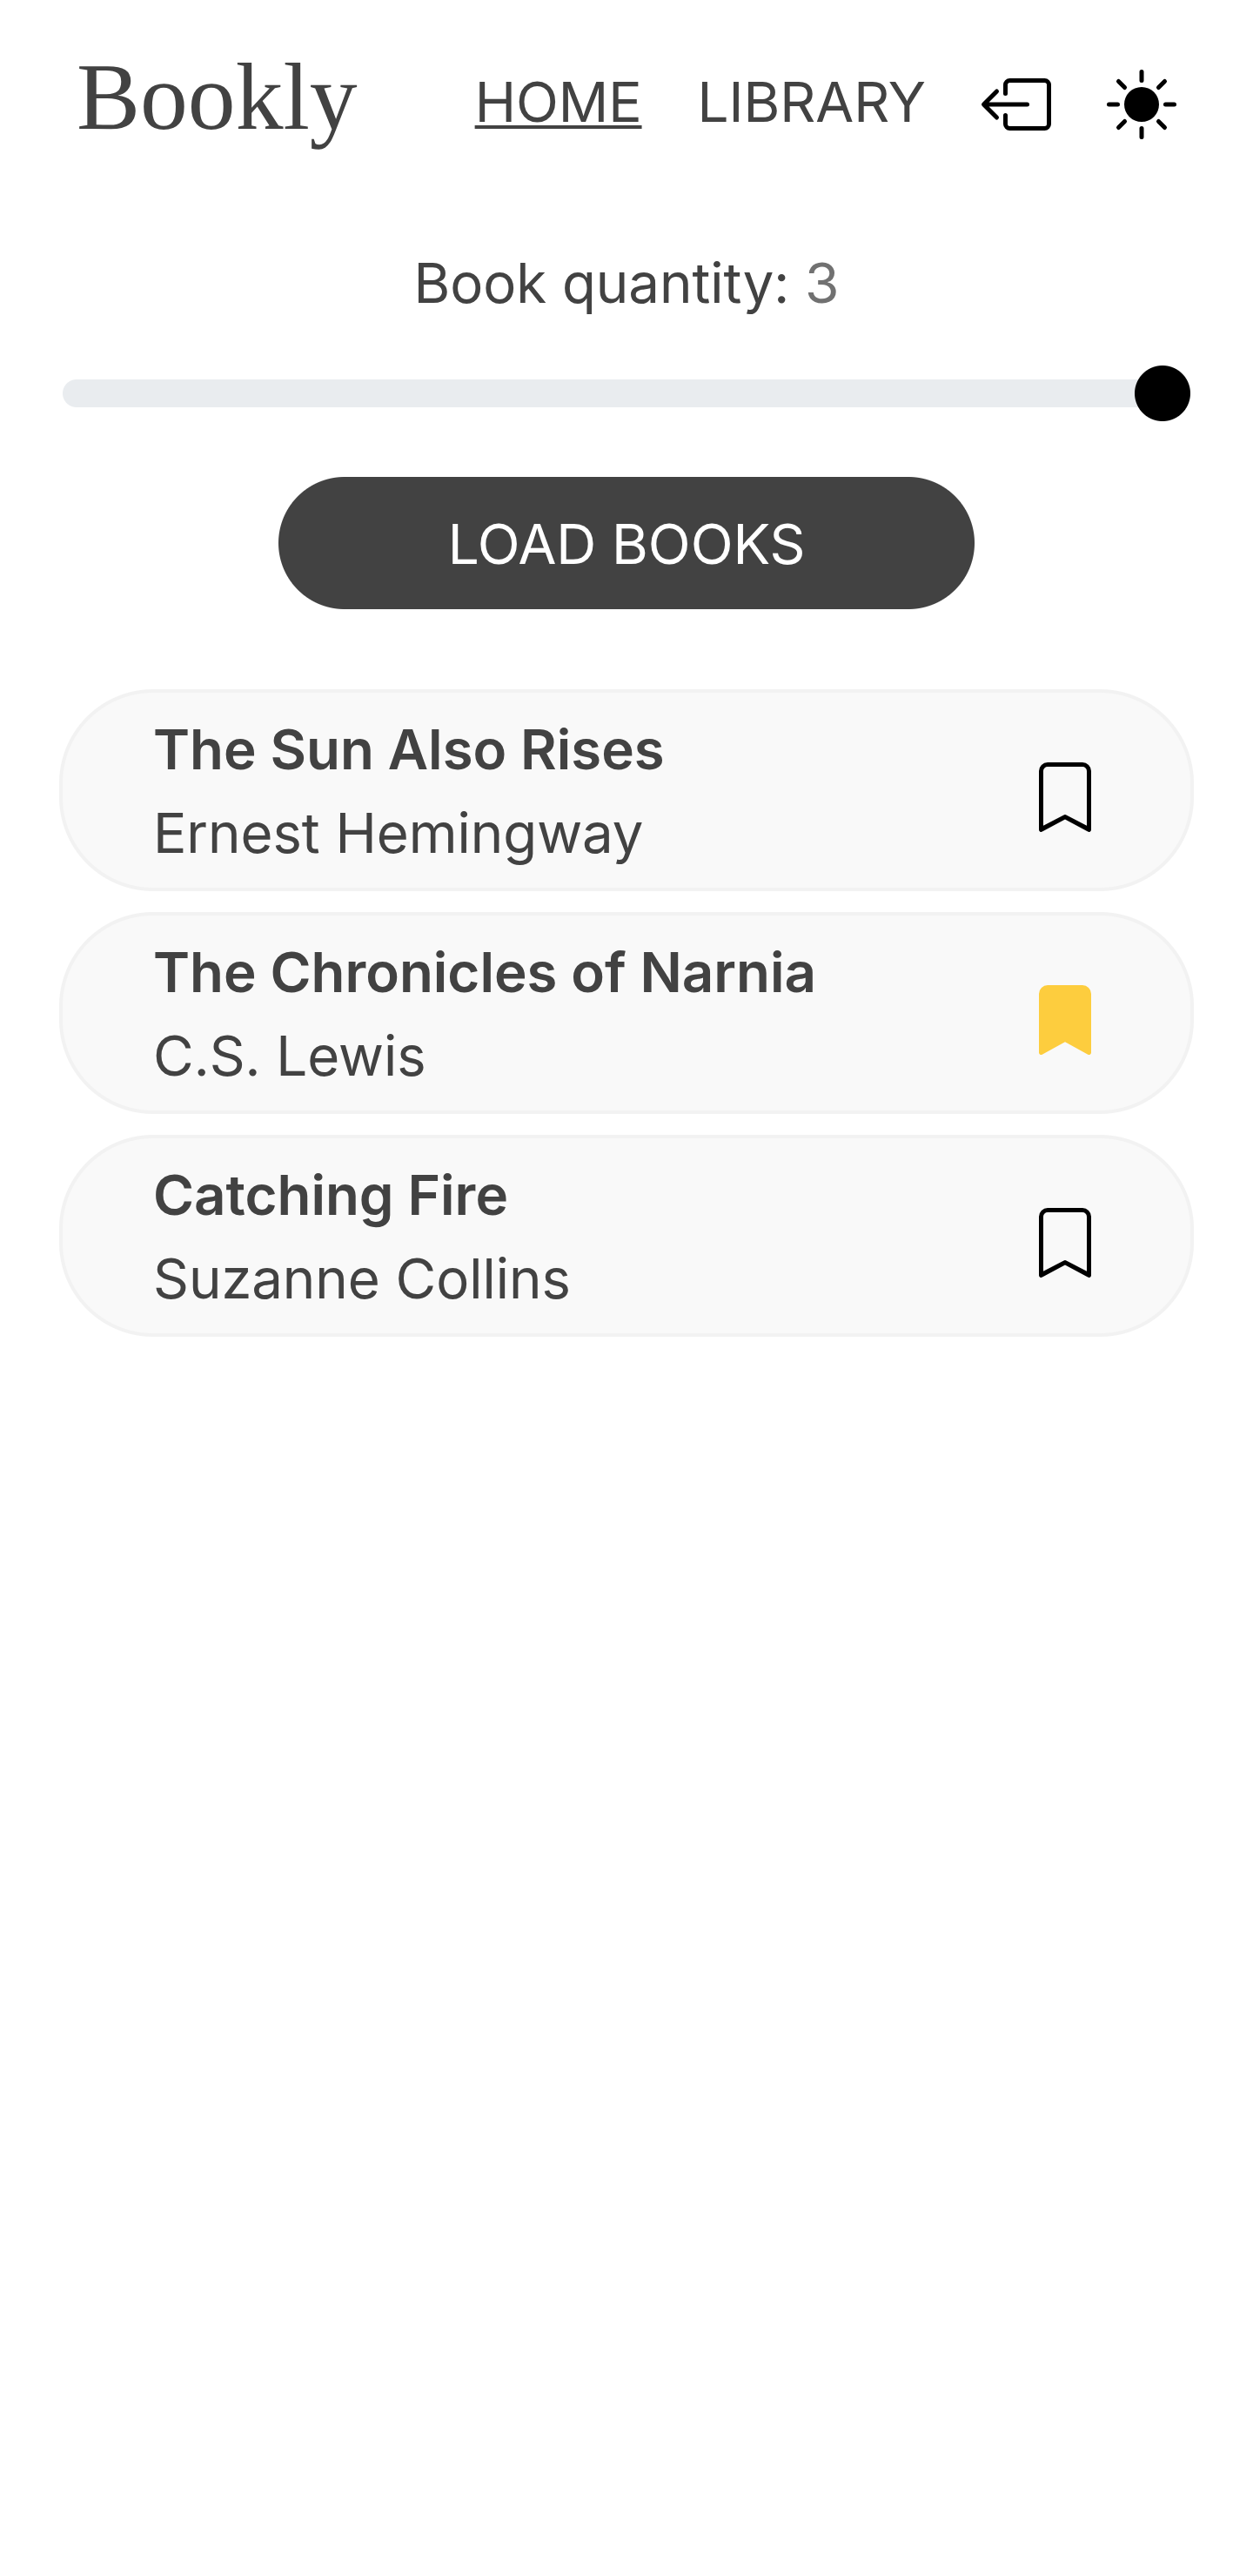 Bookly
HOME LIBRARY
Book quantity: 3
LOAD BOOKS
The Sun Also Rises
Ernest Hemingway
The Chronicles of Narnia
C.S. Lewis
Catching Fire
Suzanne Collins